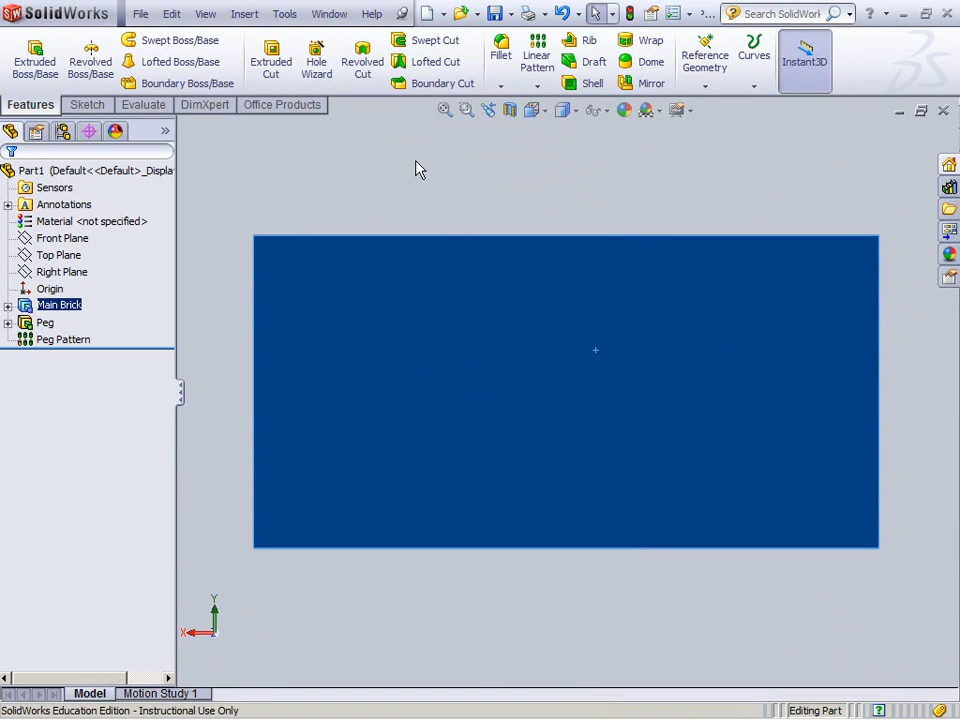 SolidWorks File Edit View Insert Tools Window Help ... Search SolidWork
Extruded Boss/Base
Revolved Boss/Base
Swept Boss/Base
Lofted Boss/Base
Boundary Boss/Base
Extruded Cut
Hole Wizard
Revolved Cut
Swept Cut
Lofted Cut
Boundary Cut
Fillet
Linear Pattern
Rib
Draft
Shell
Wrap
Dome
Mirror
Reference Geometry
Curves
Instant3D
Features Sketch Evaluate DimXpert Office Products
Part1 (Default<<Default>_Displa
Sensors
Annotations
Material <not specified>
Front Plane
Top Plane
Right Plane
Origin
Main Brick
Peg
Peg Pattern
Y
X
Model Motion Study 1
SolidWorks Education Edition - Instructional Use Only Editing Part